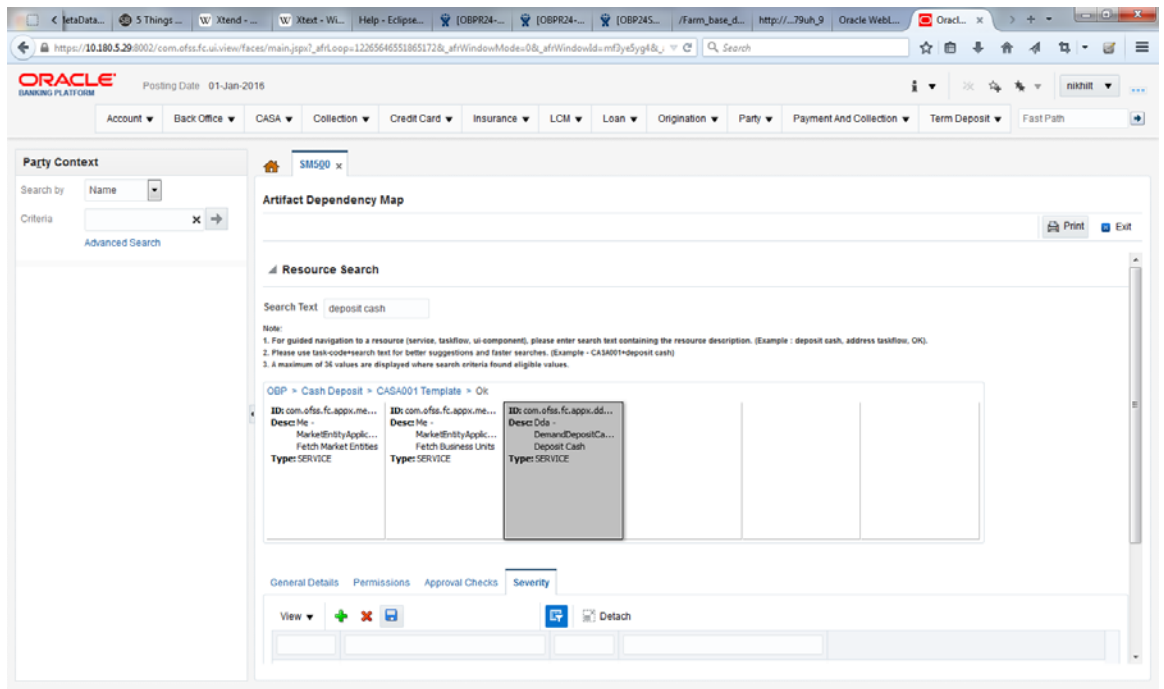 < letaData... 5 Things ... Xtend - ... Xtext - Wi... Help - Eclipse... [OBPR24-... [OBPR24-... [OBP24S... /Farm_base_d... http://...79uh_9 Oracle WebL... Oracl... x
https://10.180.5.29:8002/com.ofss.fc.ui.view/faces/main.jspx?_afrLoop=12265646551865172&_afrWindowMode=0&_afrWindowId=mf3ye5yg4&_; Search
ORACLE Posting Date 01-Jan-2016 nikhilt
BANKING PLATFORM
Account Back Office CASA Collection Credit Card Insurance LCM Loan Origination Party Payment And Collection Term Deposit Fast Path
Party Context
Search by Name
Criteria
Advanced Search
SM500 x
Artifact Dependency Map
Print Exit
Resource Search
Search Text deposit cash
Note:
1. For guided navigation to a resource (service, taskflow, ui-component), please enter search text containing the resource description. (Example : deposit cash, address taskflow, OK).
2. Please use task-code+search text for better suggestions and faster searches. (Example - CASA001+deposit cash)
3. A maximum of 36 values are displayed where search criteria found eligible values.
OBP > Cash Deposit > CASA001 Template > Ok
ID: com.ofss.fc.appx.me...
Desc: Me -
MarketEntityApplic...
Fetch Market Entities
Type: SERVICE
ID: com.ofss.fc.appx.me...
Desc: Me -
MarketEntityApplic...
Fetch Business Units
Type: SERVICE
ID: com.ofss.fc.appx.dd...
Desc: Dda -
DemandDepositCa...
Deposit Cash
Type: SERVICE
General Details Permissions Approval Checks Severity
View Detach